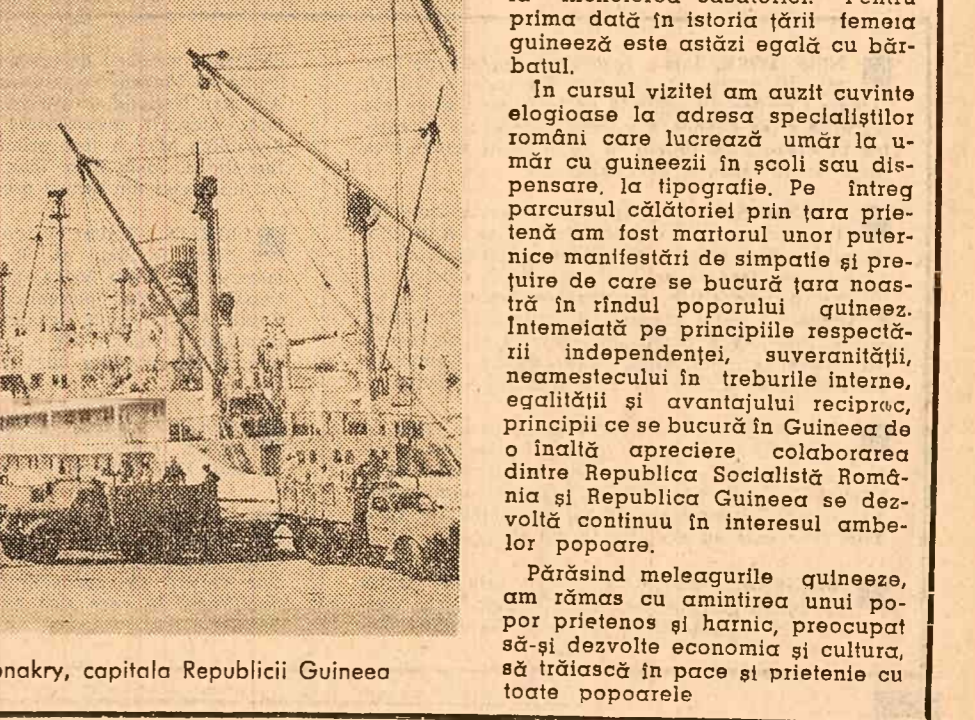 prima dată în istoria țării femeia
guineeză este astăzi egală cu băr-
batul.
In cursul vizitei am auzit cuvinte
elogioase la adresa specialiștilor
români care lucrează umăr la u-
măr cu guineezii în școli sau dis-
pensare, la tipografie. Pe întreg
parcursul călătoriei prin țara prie-
tenă am fost martorul unor puter-
nice manifestări de simpatie și pre-
țuire de care se bucură țara noas-
tră în rîndul poporului guineez.
Intemeiată pe principiile respectă-
rii independenței, suveranității,
neamestecului în treburile interne,
egalității și avantajului reciproc,
principii ce se bucură în Guineea de
o înaltă apreciere, colaborarea
dintre Republica Socialistă Româ-
nia și Republica Guineea se dez-
voltă continuu în interesul ambe-
lor popoare.
Părăsind meleagurile guineeze,
am rămas cu amintirea unui po-
por prietenos și harnic, preocupat
să-și dezvolte economia și cultura,
să trăiască în pace și prietenie cu
toate popoarele
onakry, capitala Republicii Guineea